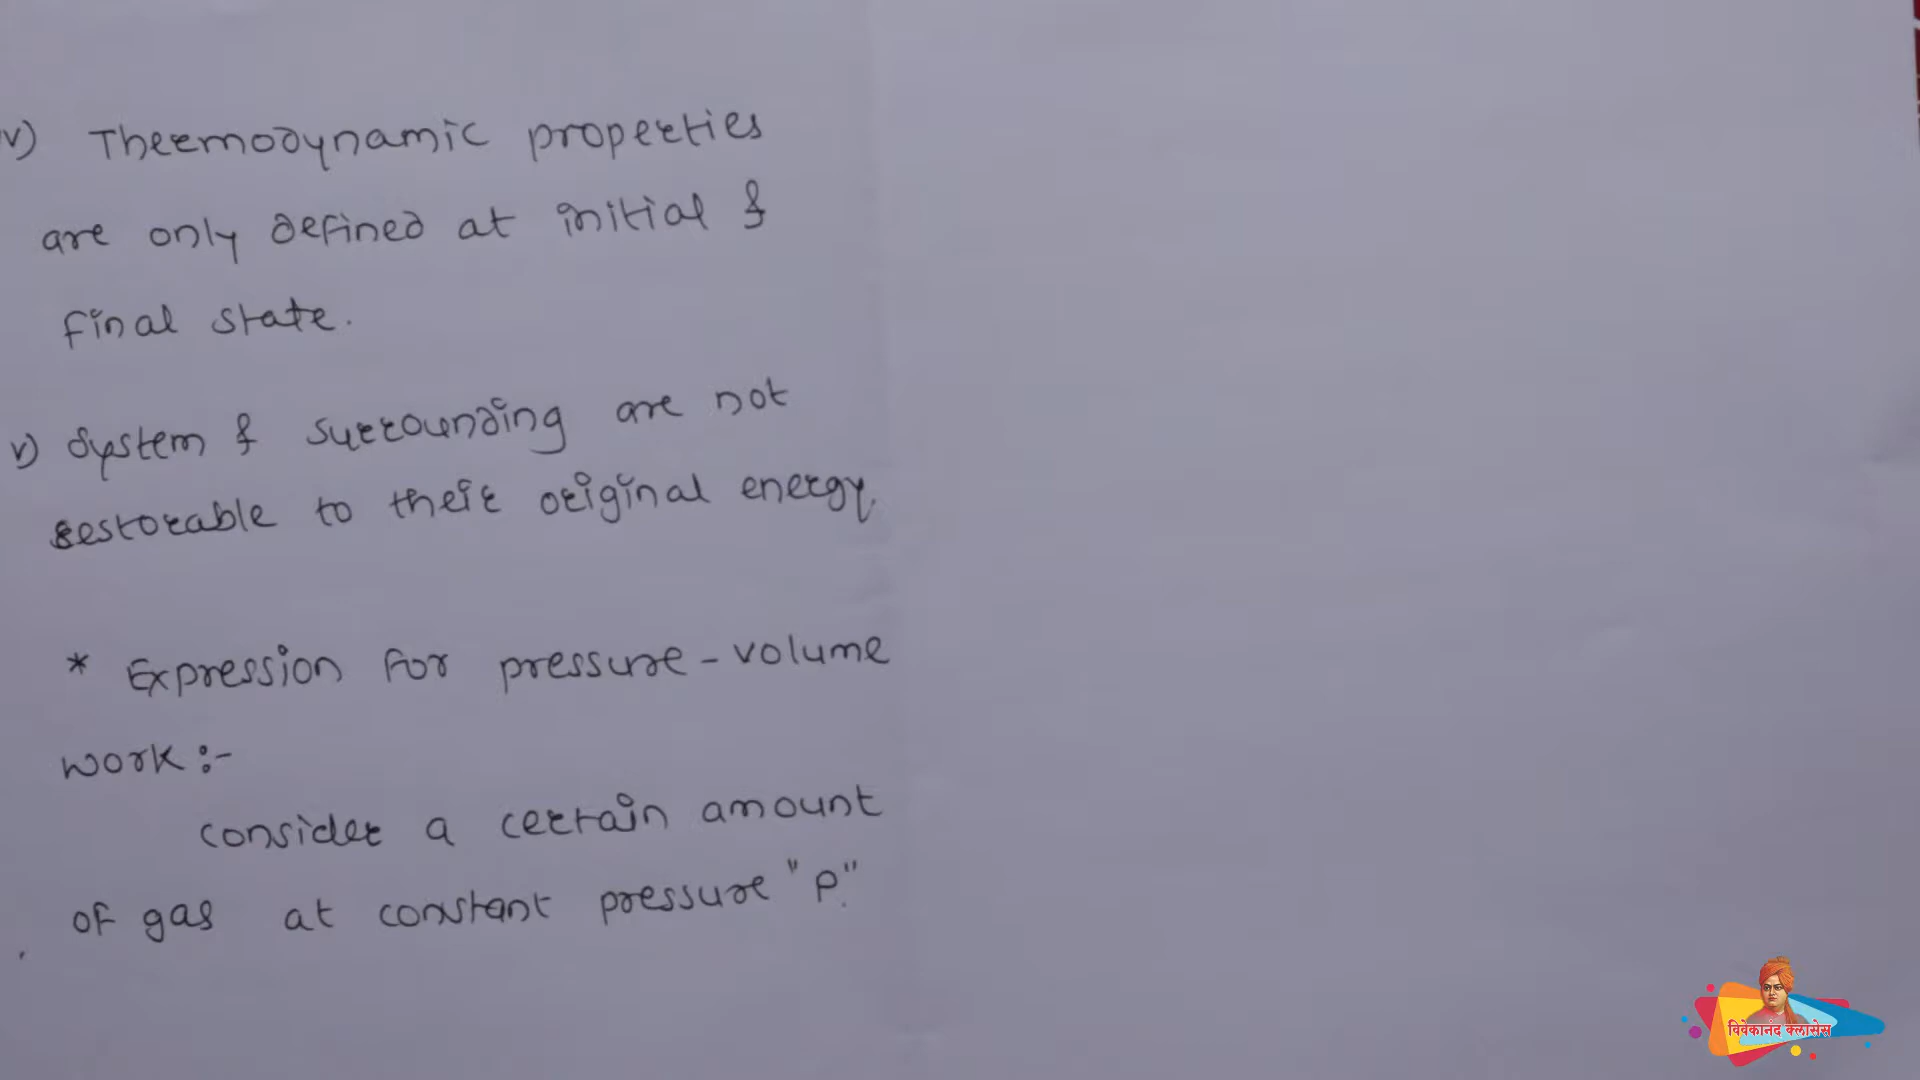 v) Thermodynamic properties
are only defined at initial &
final state.
v) System & surrounding are not
restorable to their original energy.
* Expression for pressure-volume
work:-
consider a certain amount
of gas at constant pressure "P."
विवेकानंद क्लासेस